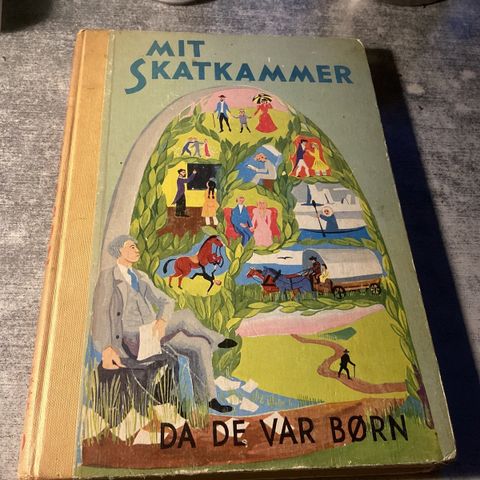 MIT
SKATKAMMER
DA DE VAR BØRN